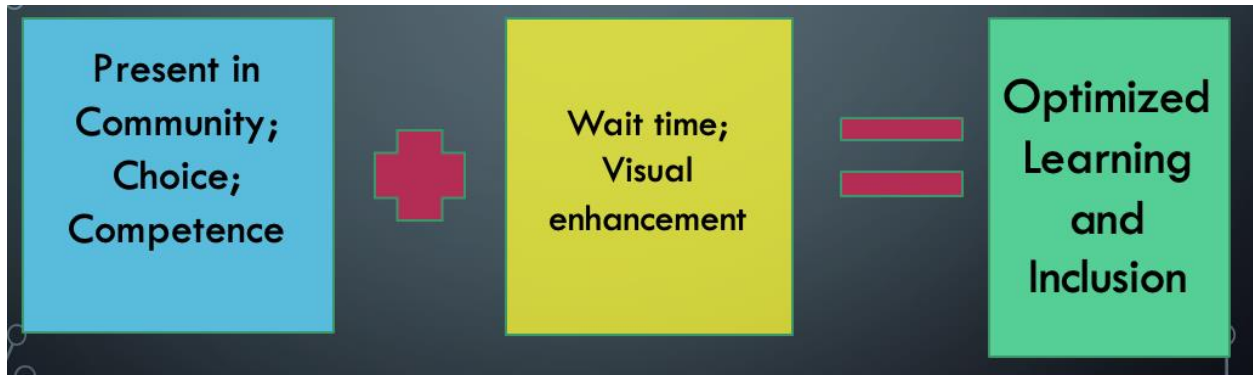 Present in
Community;
Choice;
Competence
Wait time;
Visual
enhancement
Optimized
Learning
and
Inclusion